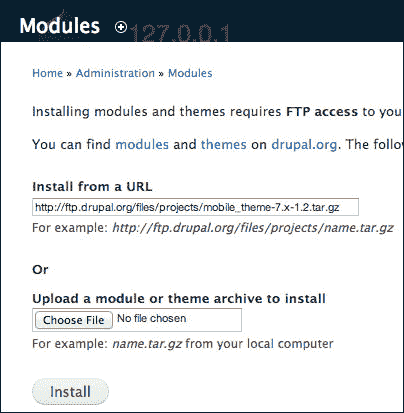 Modules
127.0.0.1
Home » Administration » Modules
Installing modules and themes requires FTP access to you
You can find modules and themes on drupal.org. The follo
Install from a URL
http://ftp.drupal.org/files/projects/mobile_theme-7.x-1.2.tar.gz
For example: http://ftp.drupal.org/files/projects/name.tar.gz
Or
Upload a module or theme archive to install
Choose File No file chosen
For example: name.tar.gz from your local computer
Install